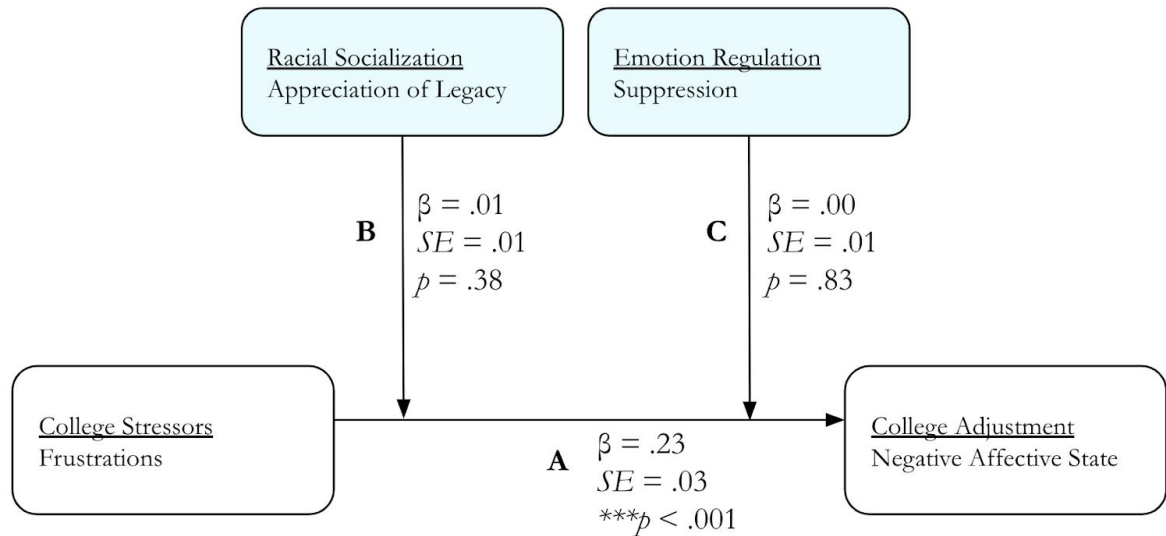 Racial Socialization
Appreciation of Legacy
Emotion Regulation
Suppression
B
β = .01
SE = .01
p = .38
C
β = .00
SE = .01
p = .83
College Stressors
Frustrations
A
β = .23
SE = .03
***p < .001
College Adjustment
Negative Affective State